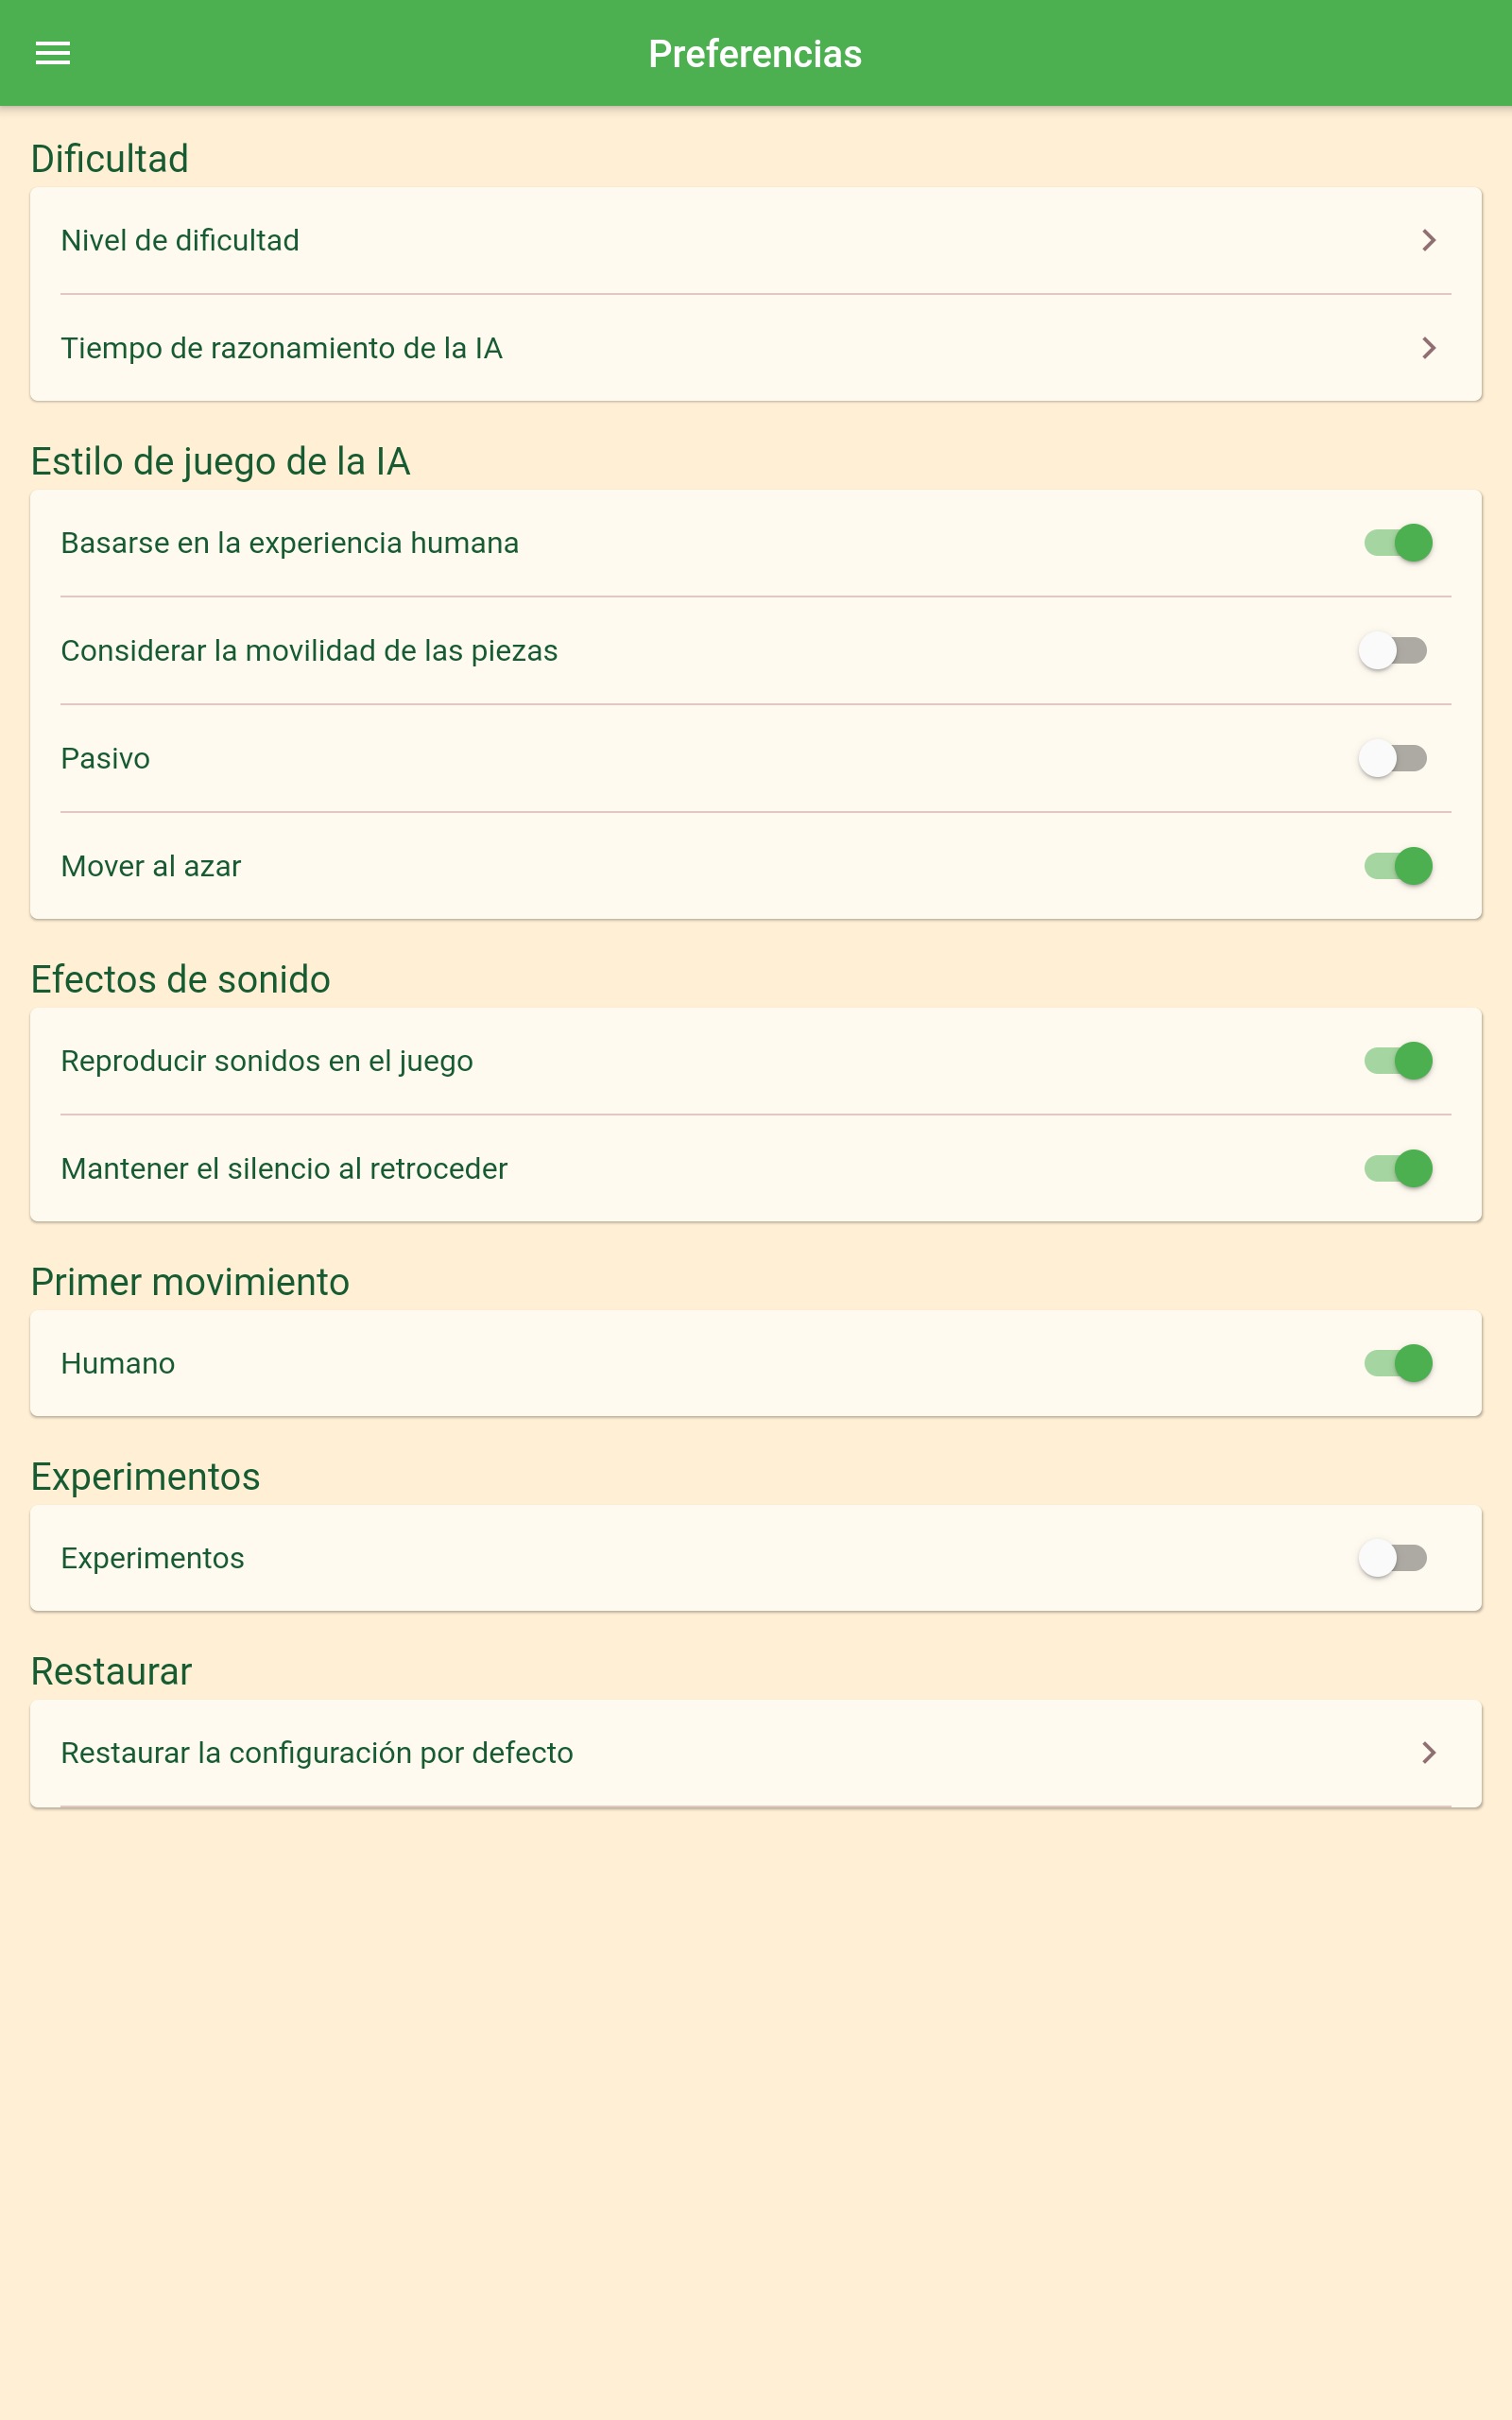 Preferencias
Dificultad
Nivel de dificultad
Tiempo de razonamiento de la IA
Estilo de juego de la IA
Basarse en la experiencia humana
Considerar la movilidad de las piezas
Pasivo
Mover al azar
Efectos de sonido
Reproducir sonidos en el juego
Mantener el silencio al retroceder
Primer movimiento
Humano
Experimentos
Experimentos
Restaurar
Restaurar la configuración por defecto